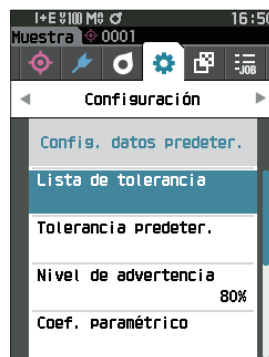 I+E %100 M0 16:50
Muestra 0001
-JOB
Configuración
Config. datos predeter.
Lista de tolerancia
Tolerancia predeter.
Nivel de advertencia
80%
Coef. paramétrico